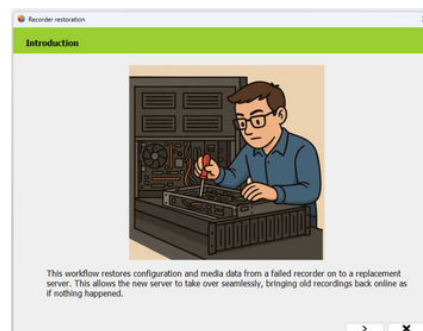 Recorder restoration
Introduction
This workflow restores configuration and media data from a failed recorder on to a replacement
server. This allows the new server to take over seamlessly, bringing old recordings back online as
if nothing happened.